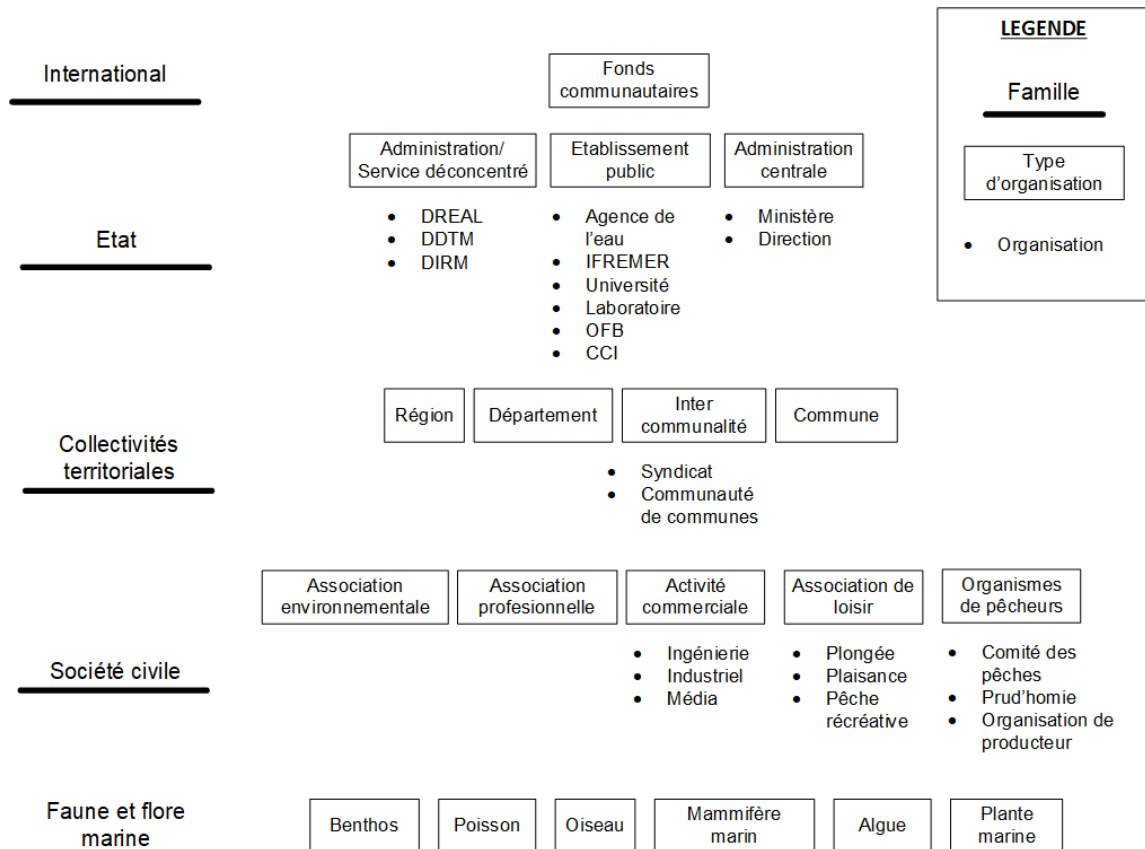 LEGENDE
Famille
Type
d'organisation
• Organisation
International
Fonds
communautaires
Etat
Administration/
Service déconcentré
• DREAL
• DDTM
• DIRM
Etablissement
public
• Agence de
l'eau
• IFREMER
• Université
• Laboratoire
• OFB
• CCI
Administration
centrale
• Ministère
• Direction
Collectivités
territoriales
Région
Département
Inter
communalité
• Syndicat
• Communauté
de communes
Commune
Société civile
Association
environnementale
Association
profesionnelle
Activité
commerciale
• Ingénierie
• Industriel
• Média
Association de
loisir
• Plongée
• Plaisance
• Pêche
récréative
Organismes
de pêcheurs
• Comité des
pêches
• Prud'homie
• Organisation de
producteur
Faune et flore
marine
Benthos
Poisson
Oiseau
Mammifère
marin
Algue
Plante
marine